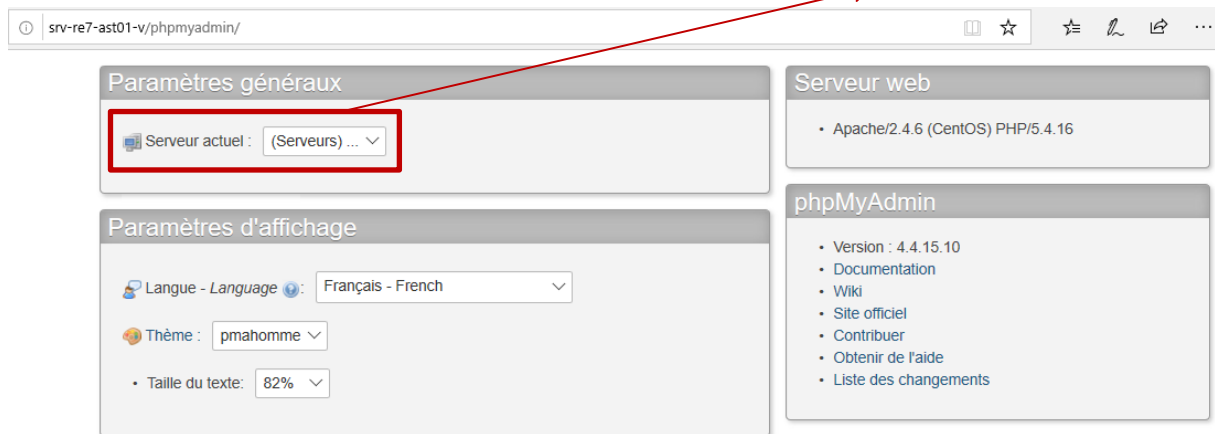 srv-re7-ast01-v/phpmyadmin/
Paramètres généraux
Serveur actuel : (Serveurs) ...
Paramètres d'affichage
Langue - Language : Français - French
Thème : pmahomme
• Taille du texte: 82%
Serveur web
• Apache/2.4.6 (CentOS) PHP/5.4.16
phpMyAdmin
• Version : 4.4.15.10
• Documentation
• Wiki
• Site officiel
• Contribuer
• Obtenir de l'aide
• Liste des changements